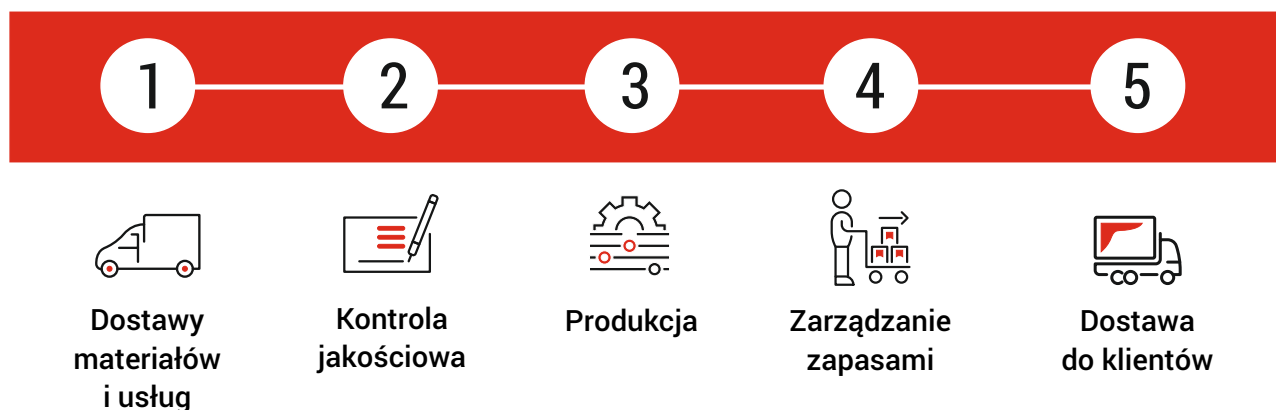 1
2
3
4
5
Dostawy
materiałów
i usług
Kontrola
jakościowa
Produkcja
Zarządzanie
zapasami
Dostawa
do klientów